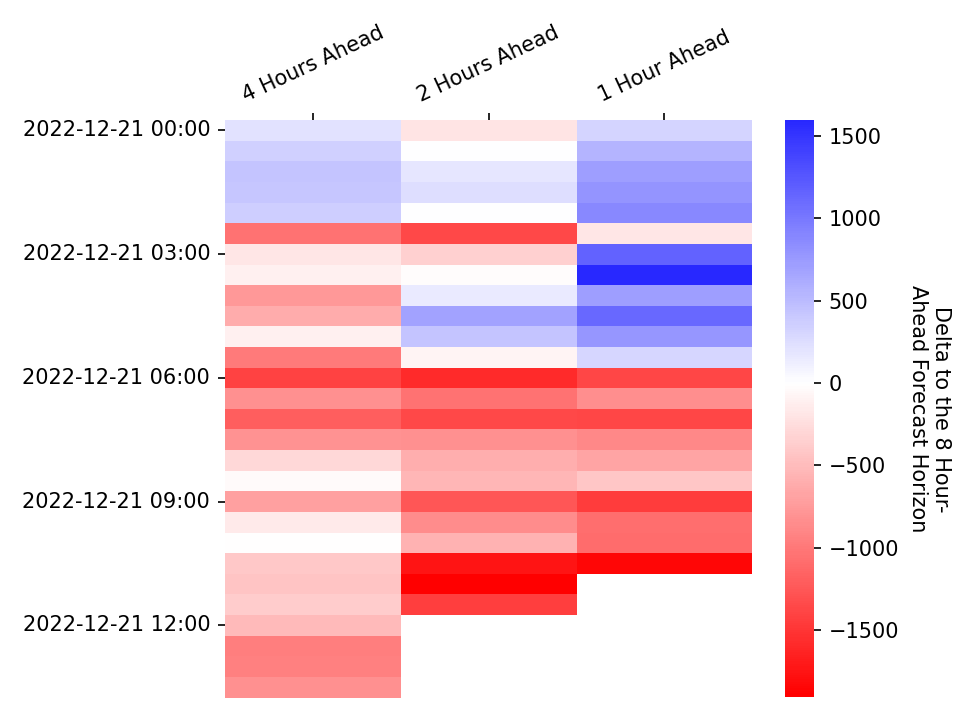 4 Hours Ahead
2 Hours Ahead
1 Hour Ahead
2022-12-21 00:00
2022-12-21 03:00
2022-12-21 06:00
2022-12-21 09:00
2022-12-21 12:00
1500
1000
500
0
−500
−1000
−1500
Delta to the 8 Hour-
Ahead Forecast Horizon